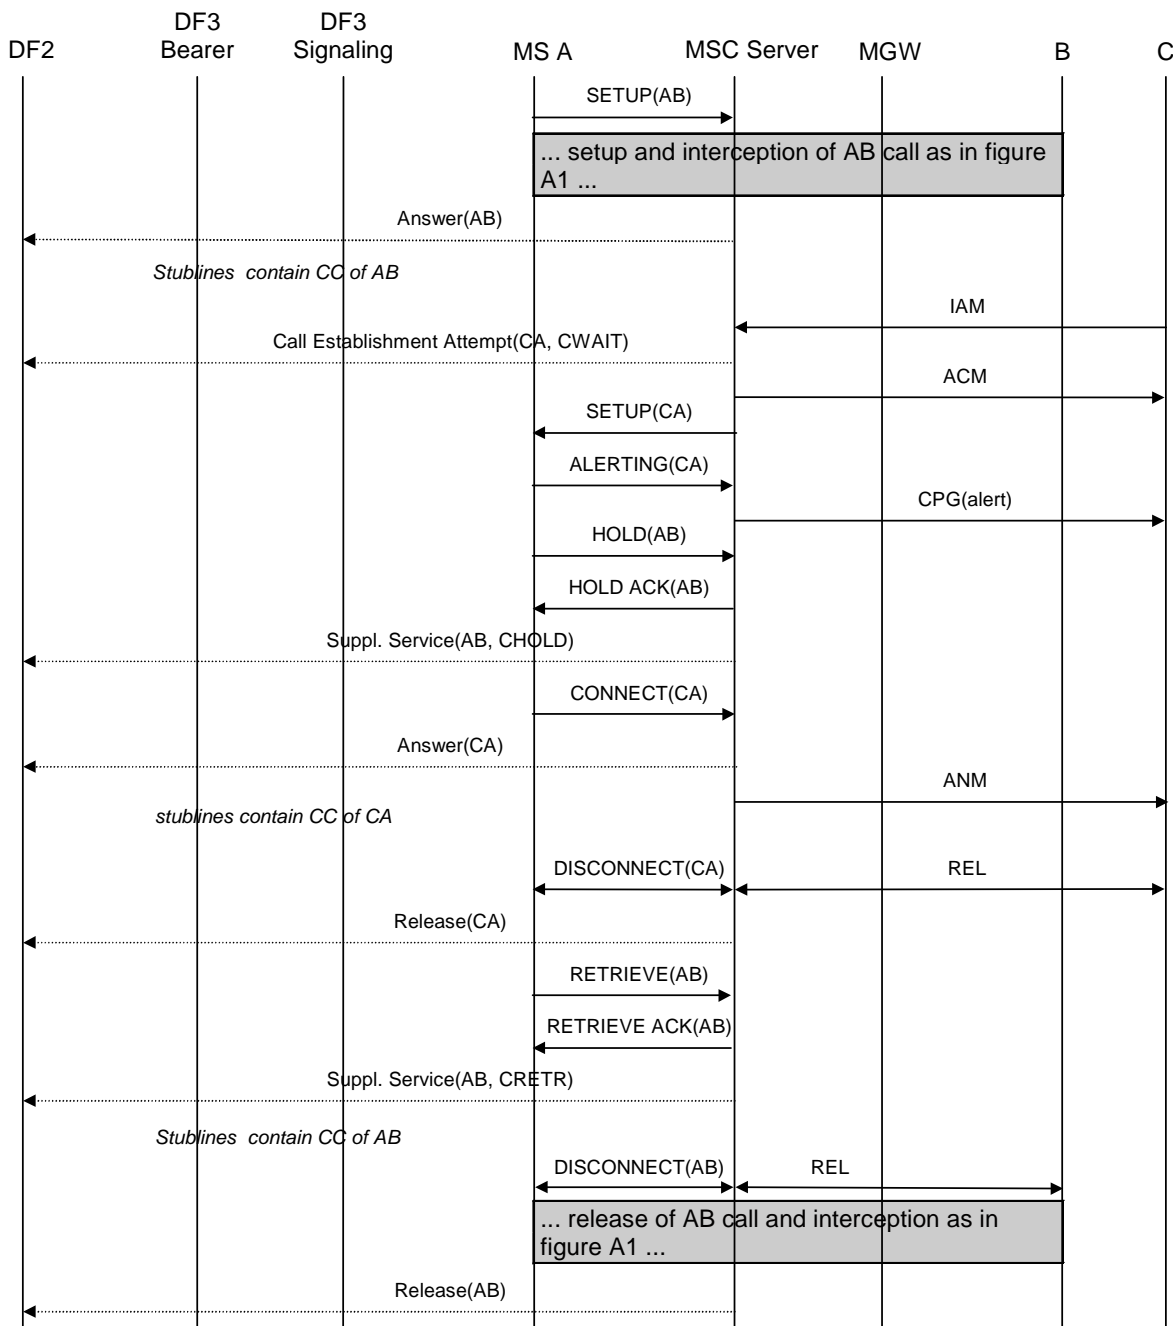 DF2
DF3
Bearer
DF3
Signaling
MS A
MSC Server
MGW
B
C
SETUP(AB)
... setup and interception of AB call as in figure
A1 ...
Answer(AB)
Stublines contain CC of AB
IAM
Call Establishment Attempt(CA, CWAIT)
ACM
SETUP(CA)
ALERTING(CA)
CPG(alert)
HOLD(AB)
HOLD ACK(AB)
Suppl. Service(AB, CHOLD)
CONNECT(CA)
Answer(CA)
ANM
stublines contain CC of CA
DISCONNECT(CA)
REL
Release(CA)
RETRIEVE(AB)
RETRIEVE ACK(AB)
Suppl. Service(AB, CRETR)
Stublines contain CC of AB
DISCONNECT(AB)
REL
... release of AB call and interception as in
figure A1 ...
Release(AB)